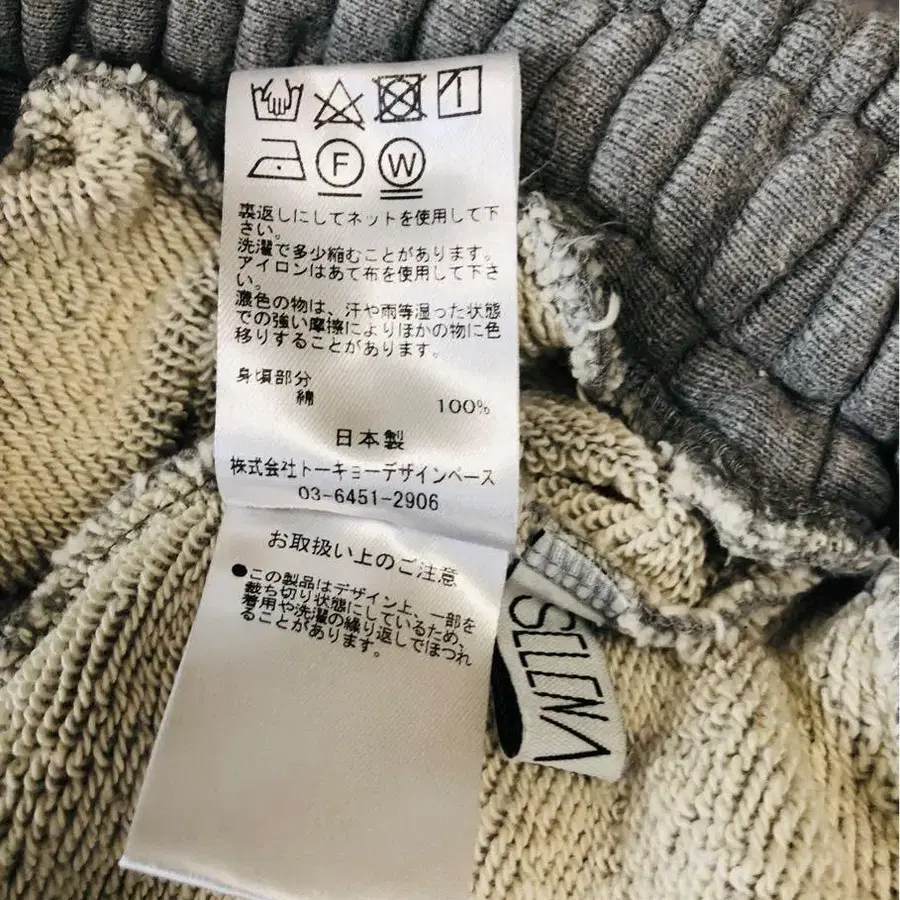 F
W
裏返しにしてネットを使用して下
さい。
洗濯で多少縮むことがあります。
アイロンはあて布を使用して下さ
い。
濃色の物は、汗や雨等湿った状態
での強い摩擦によりほかの物に色
移りすることがあります。
身頃部分
綿 100%
日本製
株式会社トーキョーデザインベース
03-6451-2906
お取扱い上のご注意
●この製品はデザイン上、一部を
裁ち切り状態にしているため、
着用や洗濯の繰り返しでほつれ
ることがあります。